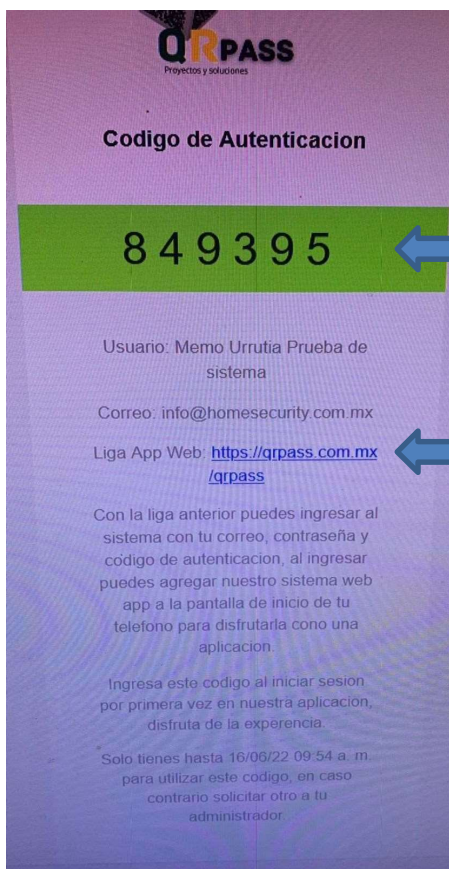 QRPASS
Proyectos y soluciones
Codigo de Autenticacion
849395
Usuario: Memo Urrutia Prueba de
sistema
Correo: info@homesecurity.com.mx
Liga App Web: https://qrpass.com.mx
/qrpass
Con la liga anterior puedes ingresar al
sistema con tu correo, contraseña y
codigo de autenticacion, al ingresar
puedes agregar nuestro sistema web
app a la pantalla de inicio de tu
telefono para disfrutarla cono una
aplicacion.
Ingresa este codigo al iniciar sesion
por primera vez en nuestra aplicacion,
disfruta de la experencia.
Solo tienes hasta 16/06/22 09:54 a. m.
para utilizar este codigo, en caso
contrario solicitar otro a tu
administrador.